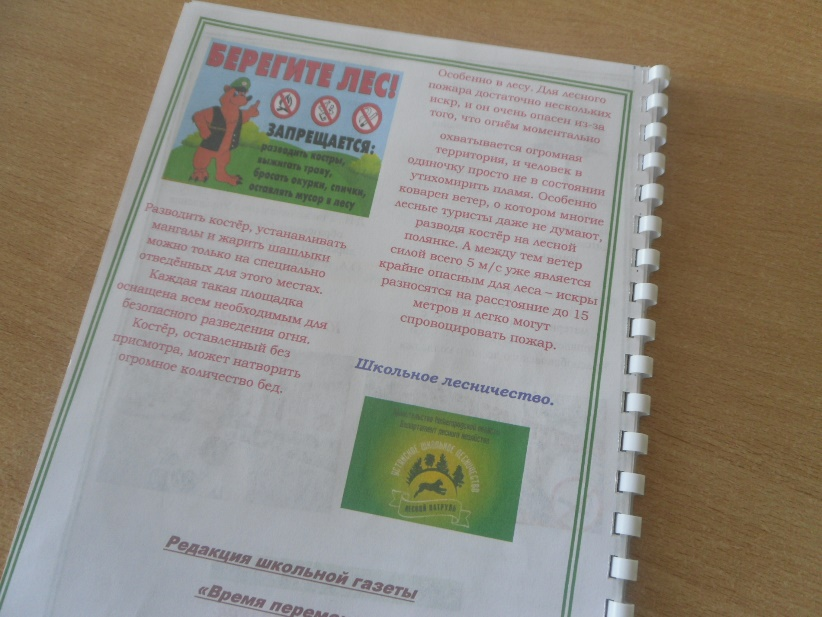 БЕРЕГИТЕ ЛЕС!
ЗАПРЕЩАЕТСЯ:
разводить костры,
выжигать траву,
бросать окурки, спички,
оставлять мусор в лесу
Разводить костёр, устанавливать
мангалы и жарить шашлыки
можно только на специально
отведённых для этого местах.
Каждая такая площадка
оснащена всем необходимым для
безопасного разведения огня.
Костёр, оставленный без
присмотра, может натворить
огромное количество бед.
Особенно в лесу. Для лесного
пожара достаточно нескольких
искр, и он очень опасен из-за
того, что огнём моментально
охватывается огромная
территория, и человек в
одиночку просто не в состоянии
утихомирить пламя. Особенно
коварен ветер, о котором многие
лесные туристы даже не думают,
разводя костёр на лесной
полянке. А между тем ветер
силой всего 5 м/с уже является
крайне опасным для леса – искры
разносятся на расстояние до 15
метров и легко могут
спровоцировать пожар.
Школьное лесничество.
ШКОЛЬНОЕ ЛЕСНИЧЕСТВО
ЛЕСНОЙ ПАТРУЛЬ
Редакция школьной газеты
«Время